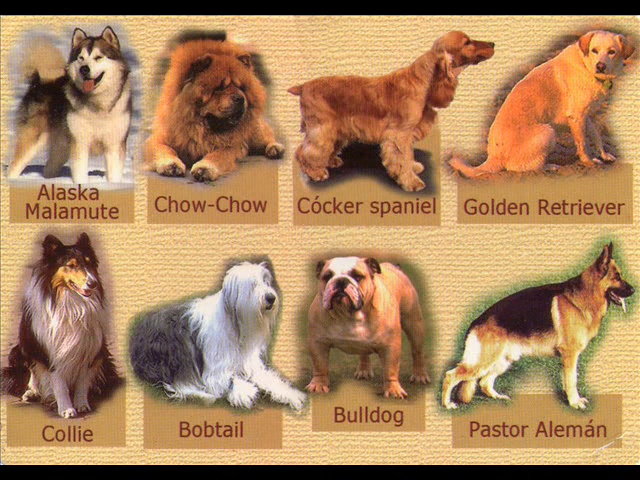 Alaska
Malamute
Chow-Chow
Cócker spaniel
Golden Retriever
Collie
Bobtail
Bulldog
Pastor Alemán